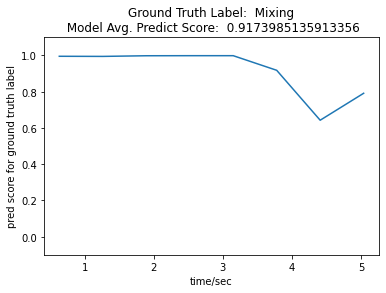 Ground Truth Label:  Mixing
Model Avg. Predict Score:  0.9173985135913356
pred score for ground truth label
1.0
0.8
0.6
0.4
0.2
0.0
1 2 3 4 5
time/sec